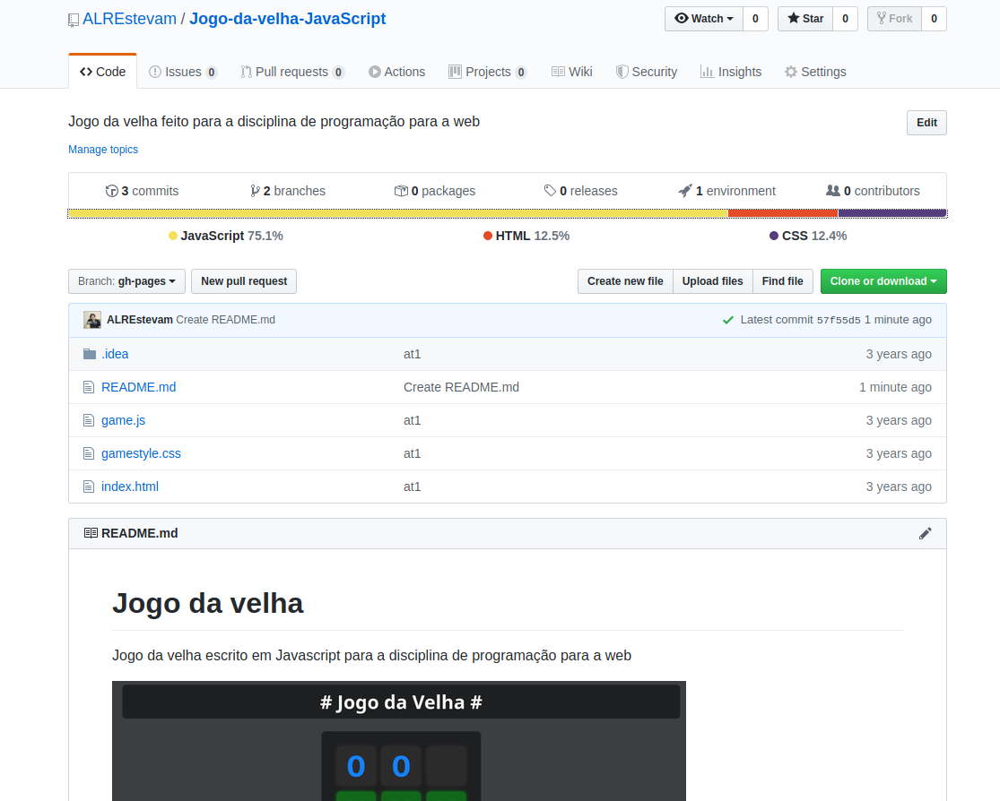 ALREstevam / Jogo-da-velha-JavaScript Watch 0 Star 0 Fork 0
Code Issues 0 Pull requests 0 Actions Projects 0 Wiki Security Insights Settings
Jogo da velha feito para a disciplina de programação para a web Edit
Manage topics
3 commits 2 branches 0 packages 0 releases 1 environment 0 contributors
JavaScript 75.1% HTML 12.5% CSS 12.4%
Branch: gh-pages New pull request Create new file Upload files Find file Clone or download
ALREstevam Create README.md Latest commit 57f55d5 1 minute ago
.idea at1 3 years ago
README.md Create README.md 1 minute ago
game.js at1 3 years ago
gamestyle.css at1 3 years ago
index.html at1 3 years ago
README.md
Jogo da velha
Jogo da velha escrito em Javascript para a disciplina de programação para a web
# Jogo da Velha #
0 0